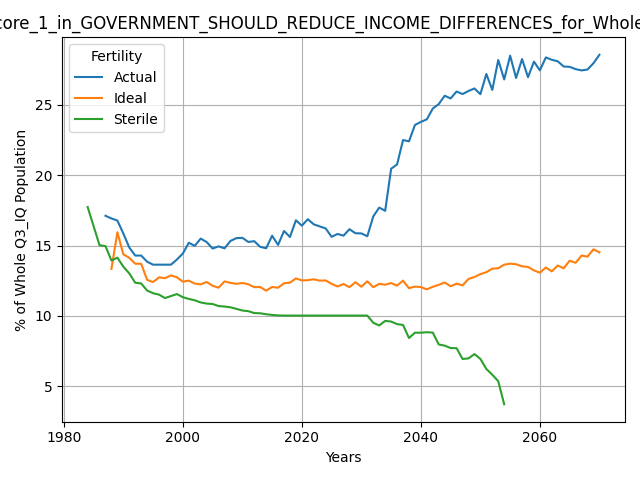 core_1_in_GOVERNMENT_SHOULD_REDUCE_INCOME_DIFFERENCES_for_Whole
Fertility
Actual
Ideal
Sterile
% of Whole Q3_IQ Population
25
20
15
10
5
1980 2000 2020 2040 2060
Years